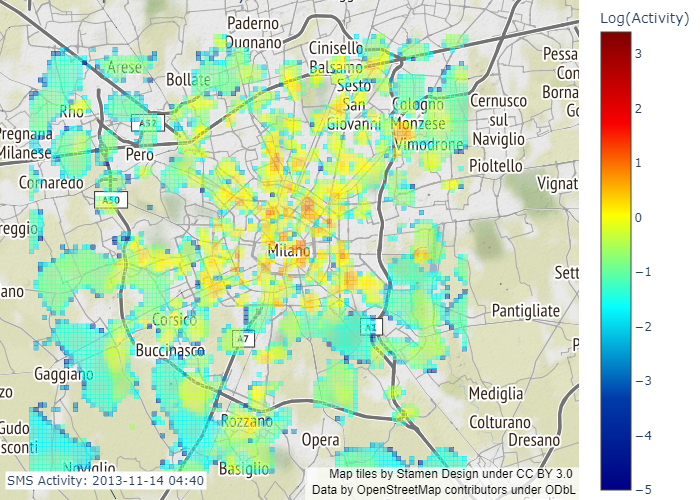 Log(Activity)
3
2
1
0
−1
−2
−3
−4
−5
Paderno
Dugnano
Cinisello
Balsamo
Arese
Bollate
Sesto
San
Giovanni
Cologno
Monzese
Vimodrone
Cernusco
sul
Naviglio
Pessa
Con
Borna
Go
Rho
A52
Pregnana
Milanese
Pero
Pioltello
Cornaredo
Vignat
A50
reggio
Milano
Sett
ano
Pantigliate
Corsico
A1
A7
Buccinasco
P
Gaggiano
zo
Mediglia
Rozzano
Colturano
Gudo
sconti
Opera
Dresano
Noviglio
Basiglio
SMS Activity: 2013-11-14 04:40
Map tiles by Stamen Design under CC BY 3.0
Data by OpenStreetMap contributors under ODbL